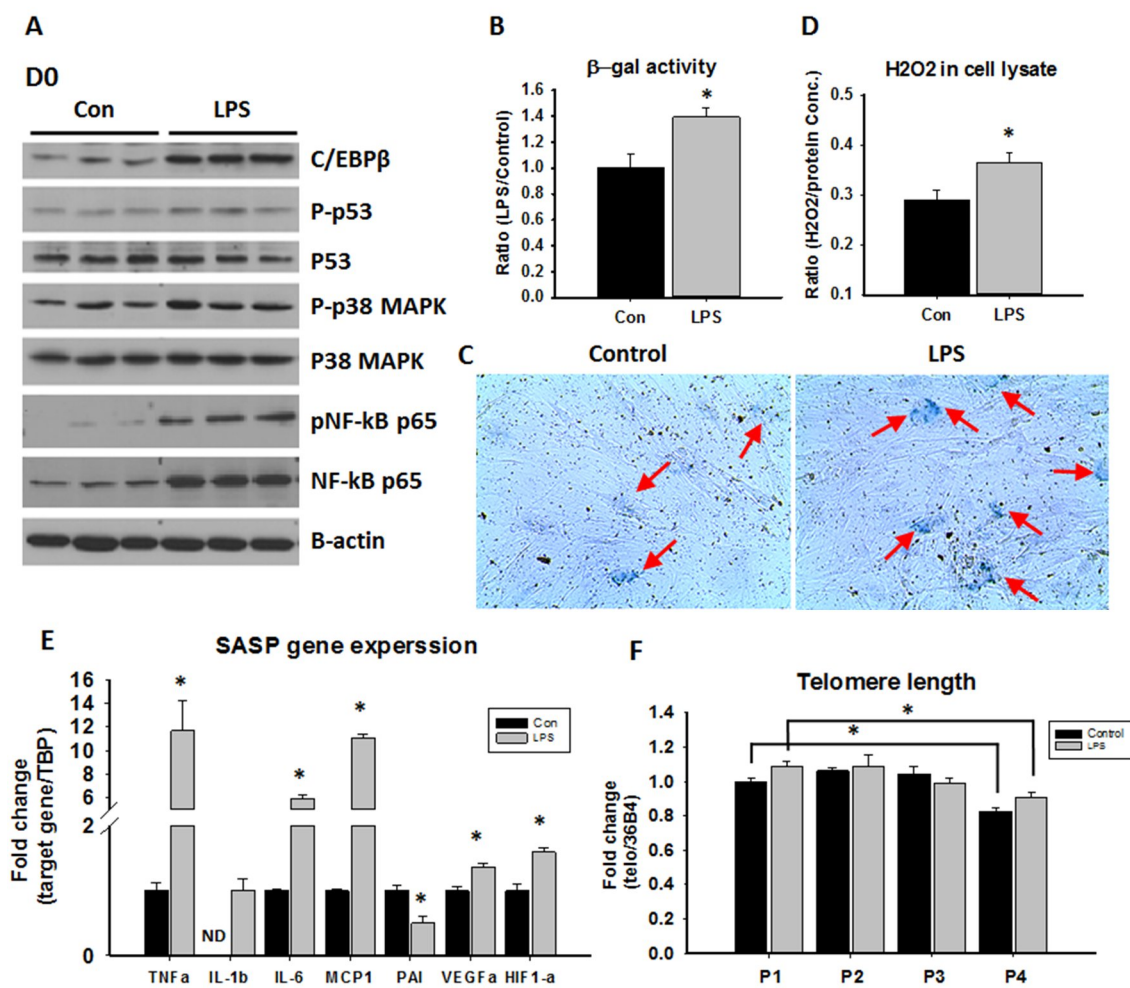 A
D0
Con LPS
C/EBPβ
P-p53
P53
P-p38 MAPK
P38 MAPK
pNF-kB p65
NF-kB p65
B-actin
B
β–gal activity
Ratio (LPS/Control)
1.6
1.4
1.2
1.0
0.8
0.6
0.4
0.2
0.0
*
Con LPS
D
H2O2 in cell lysate
Ratio (H2O2/protein Conc.)
0.5
0.4
0.3
0.2
0.1
*
Con LPS
C
Control LPS
E
SASP gene experssion
Fold change
(target gene/TBP)
16
14
12
10
8
6
2
0
* ND * * * * *
Con
LPS
TNFa IL-1b IL-6 MCP1 PAI VEGFa HIF1-a
F
Telomere length
Fold change
(telo/36B4)
1.4
1.2
1.0
0.8
0.6
0.4
0.2
0.0
*
*
Control
LPS
P1 P2 P3 P4